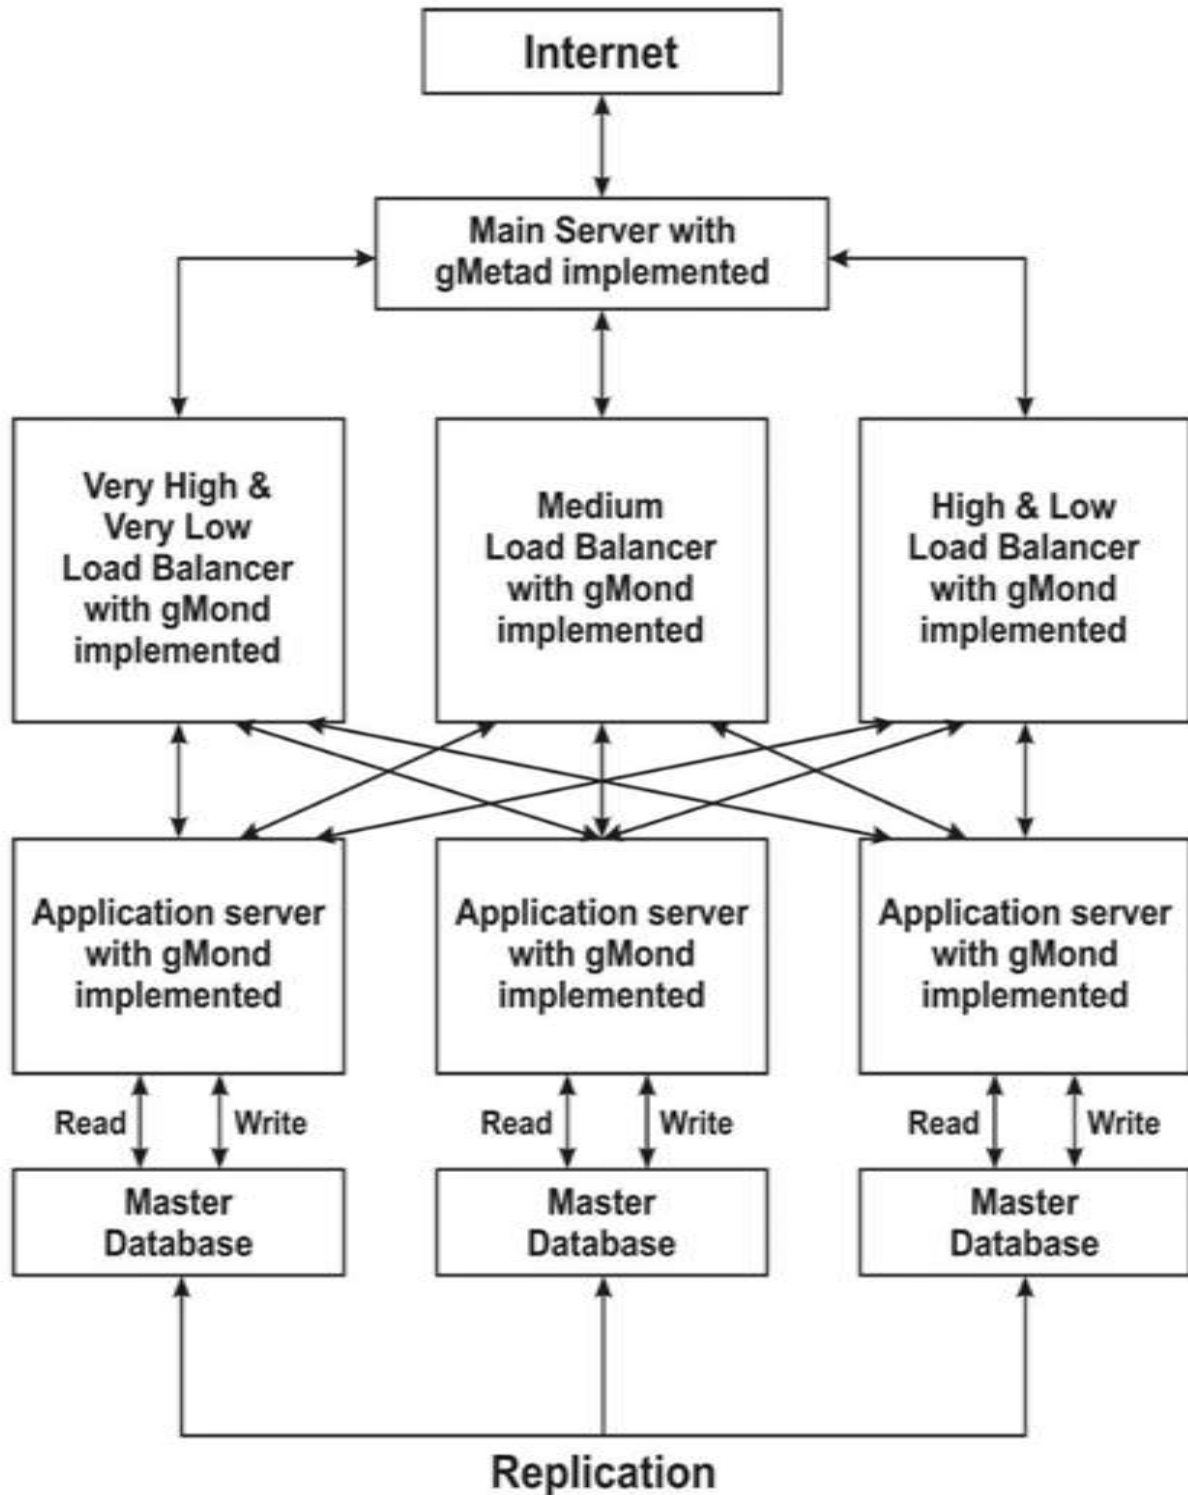 Internet
Main Server with
gMetad implemented
Very High &
Very Low
Load Balancer
with gMond
implemented
Medium
Load Balancer
with gMond
implemented
High & Low
Load Balancer
with gMond
implemented
Application server
with gMond
implemented
Application server
with gMond
implemented
Application server
with gMond
implemented
Read
Write
Read
Write
Read
Write
Master
Database
Master
Database
Master
Database
Replication